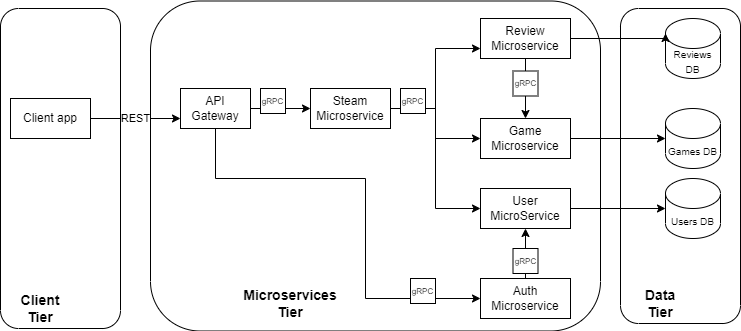 Client app
Client
Tier
REST
API
Gateway
gRPC
Steam
Microservice
gRPC
Review
Microservice
gRPC
Game
Microservice
User
MicroService
gRPC
Auth
Microservice
gRPC
Microservices
Tier
Reviews
DB
Games DB
Users DB
Data
Tier